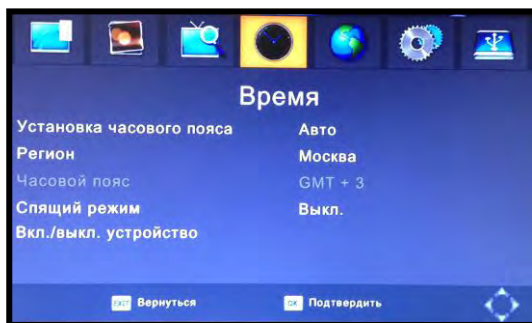 Время
Установка часового пояса Авто
Регион Москва
Часовой пояс GMT + 3
Спящий режим Выкл.
Вкл./выкл. устройство
EXIT Вернуться OK Подтвердить